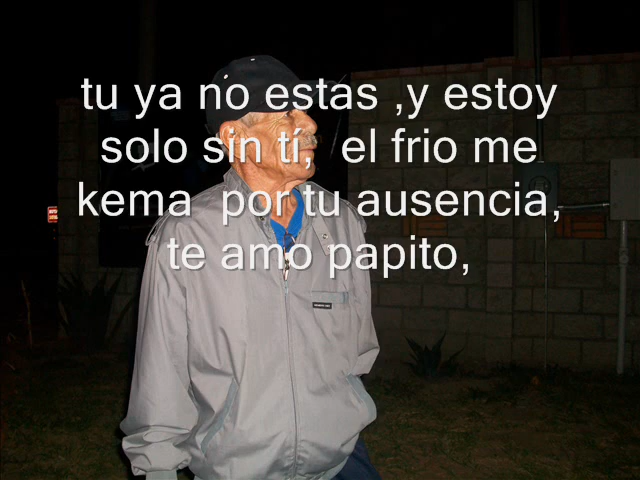 tu ya no estas ,y estoy
solo sin tí,  el frio me
kema  por tu ausencia,
te amo papito,